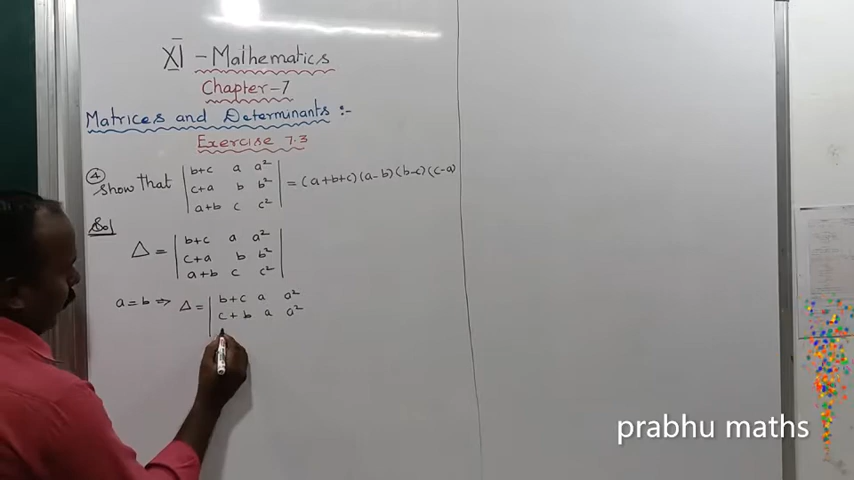 XI - Mathematics
Chapter-7
Matrices and Determinants :-
Exercise 7.3
④ Show that | b+c a a² | = (a+b+c)(a-b)(b-c)(c-a)
| c+a b b² |
| a+b c c² |
Sol
△ = | b+c a a² |
| c+a b b² |
| a+b c c² |
a=b ⇒ △ = | b+c a a²
| c+b a a²
prabhu maths